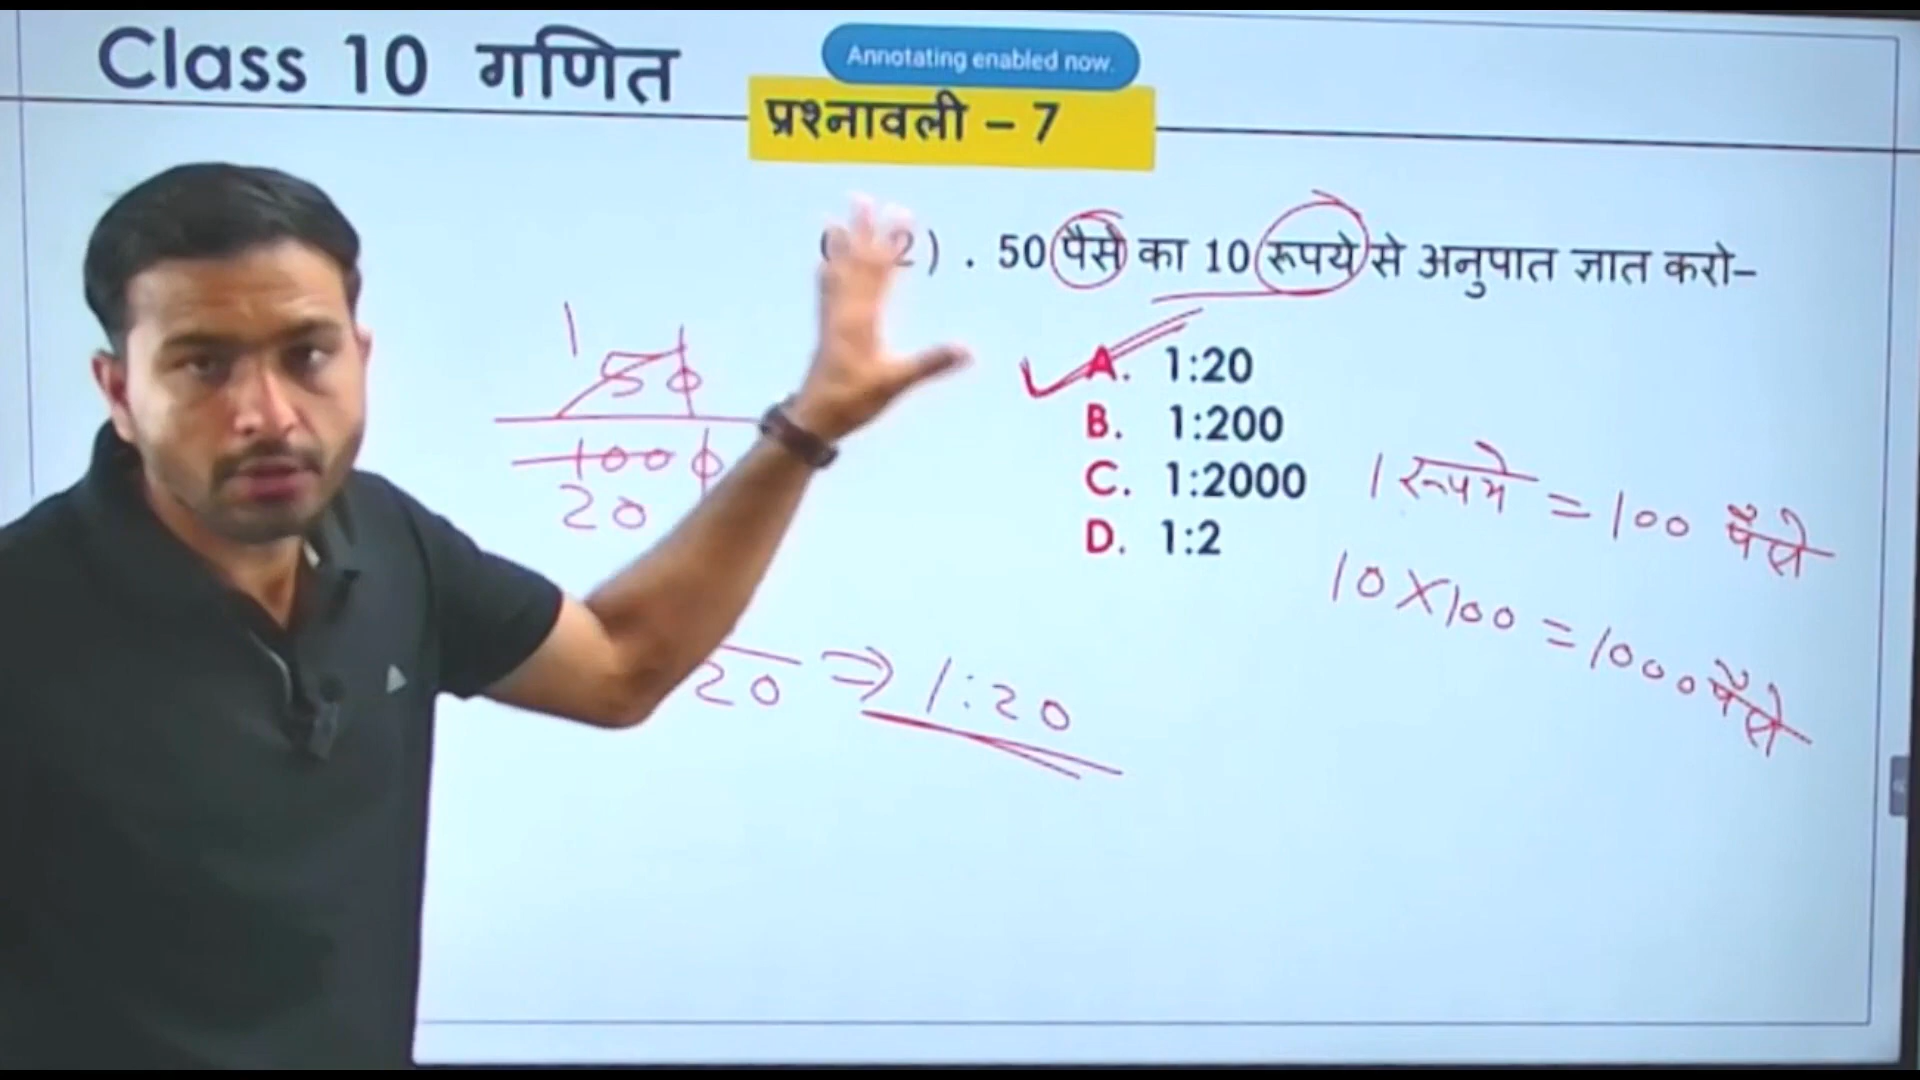 Class 10 गणित
Annotating enabled now.
प्रश्नावली – 7
2) . 50 पैसे का 10 रूपये से अनुपात ज्ञात करो–
A. 1:20
B. 1:200
C. 1:2000
D. 1:2
1
50
1000
20
20 ⇒ 1:20
1 रूपये = 100 पैसे
10 X 100 = 1000 पैसे